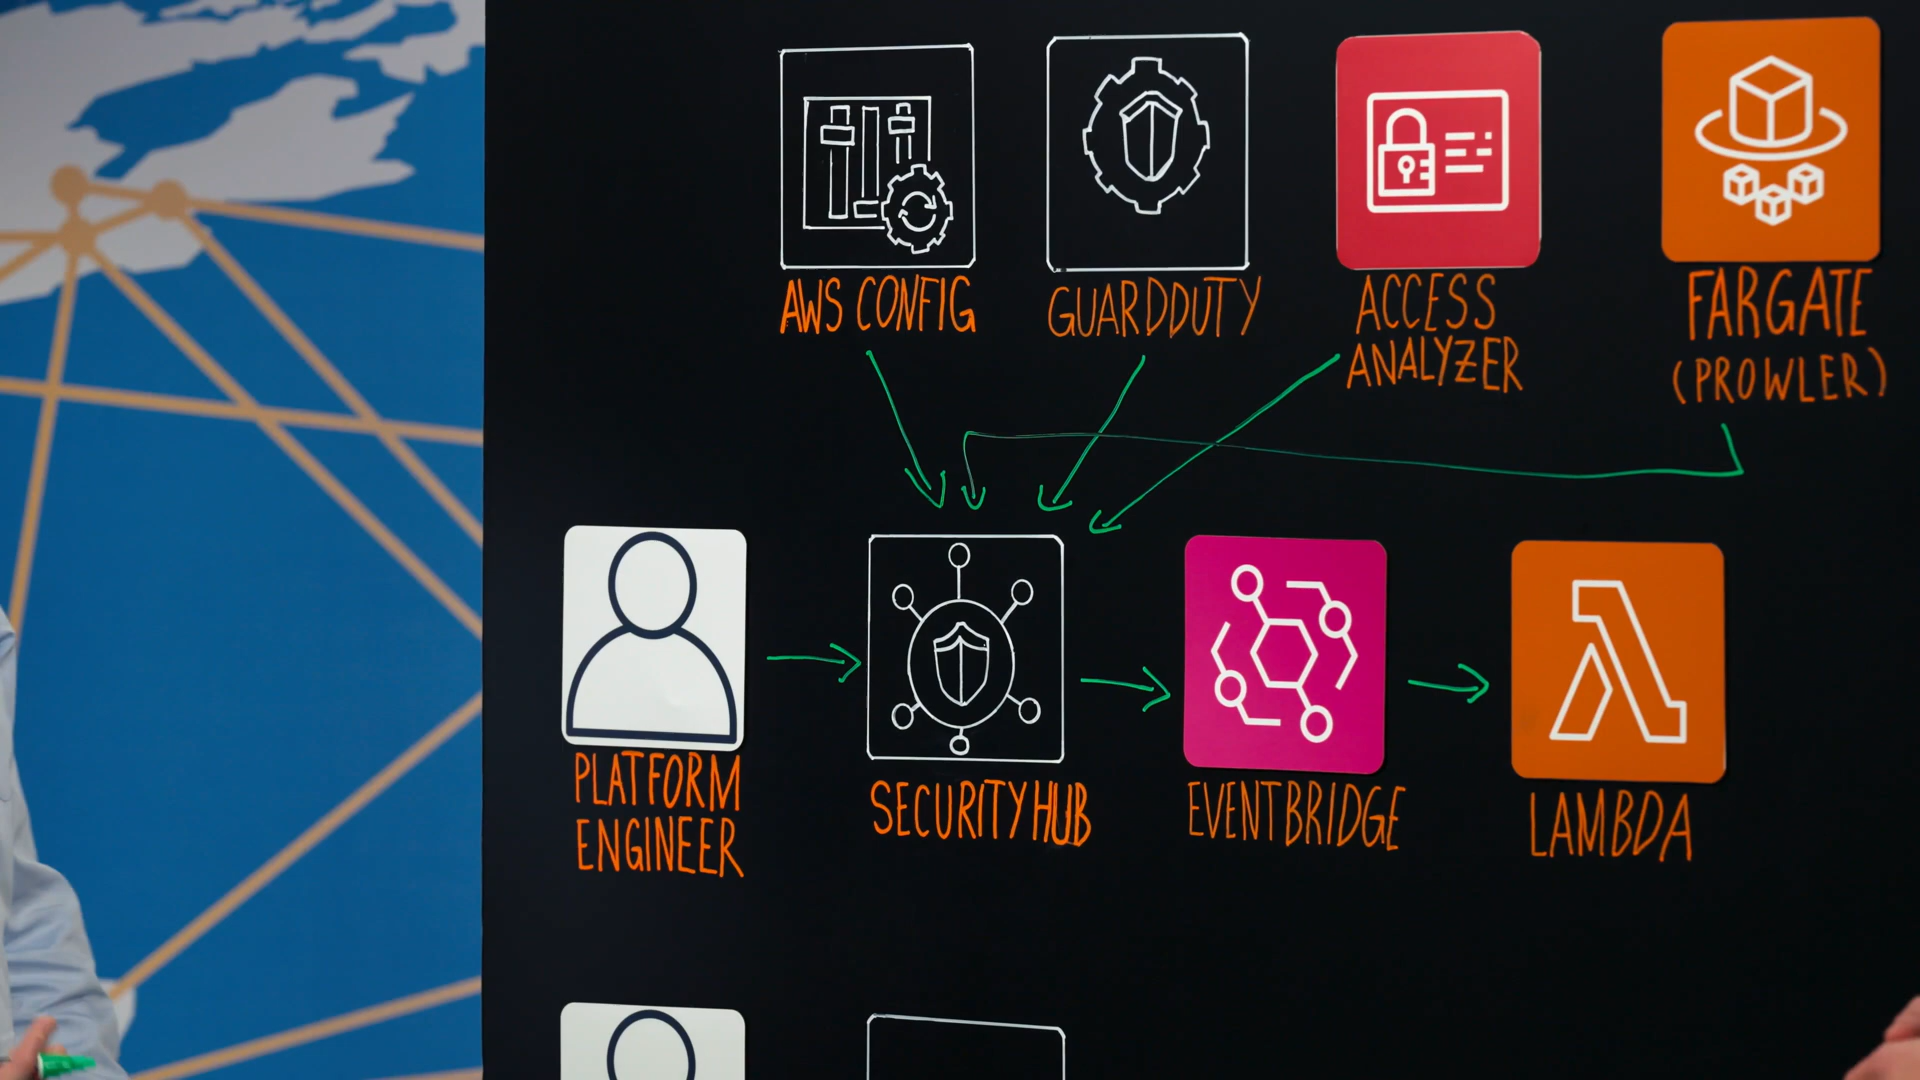 AWS CONFIG
GUARDDUTY
ACCESS
ANALYZER
FARGATE
(PROWLER)
PLATFORM
ENGINEER
SECURITY HUB
EVENTBRIDGE
LAMBDA